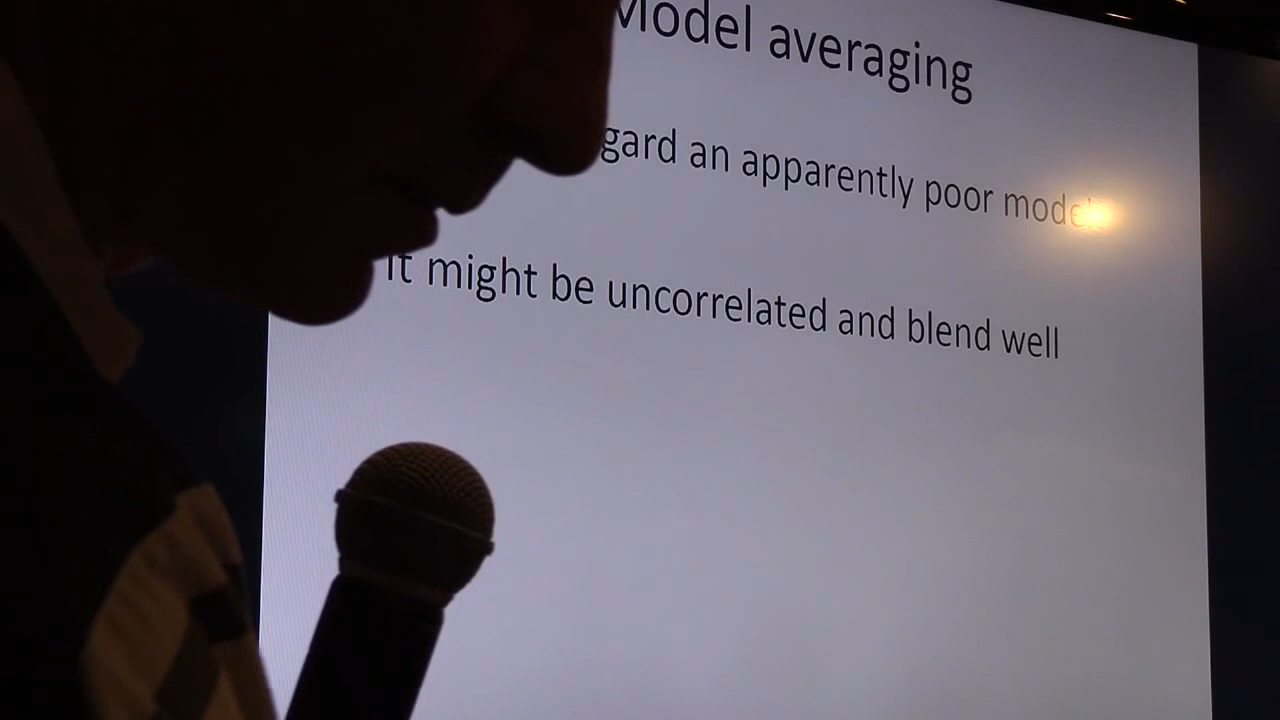 Model averaging
gard an apparently poor model
It might be uncorrelated and blend well